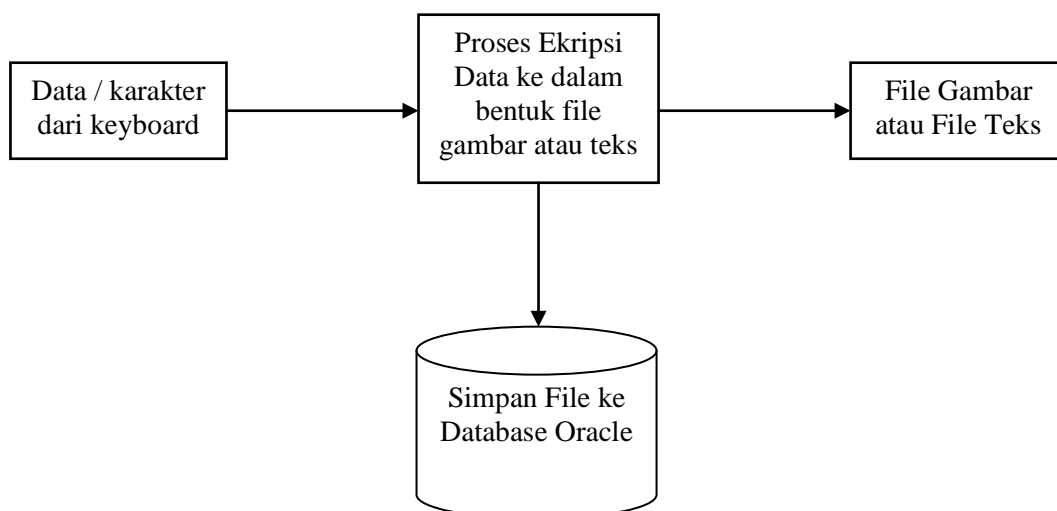 Data / karakter
dari keyboard
Proses Ekripsi
Data ke dalam
bentuk file
gambar atau teks
File Gambar
atau File Teks
Simpan File ke
Database Oracle